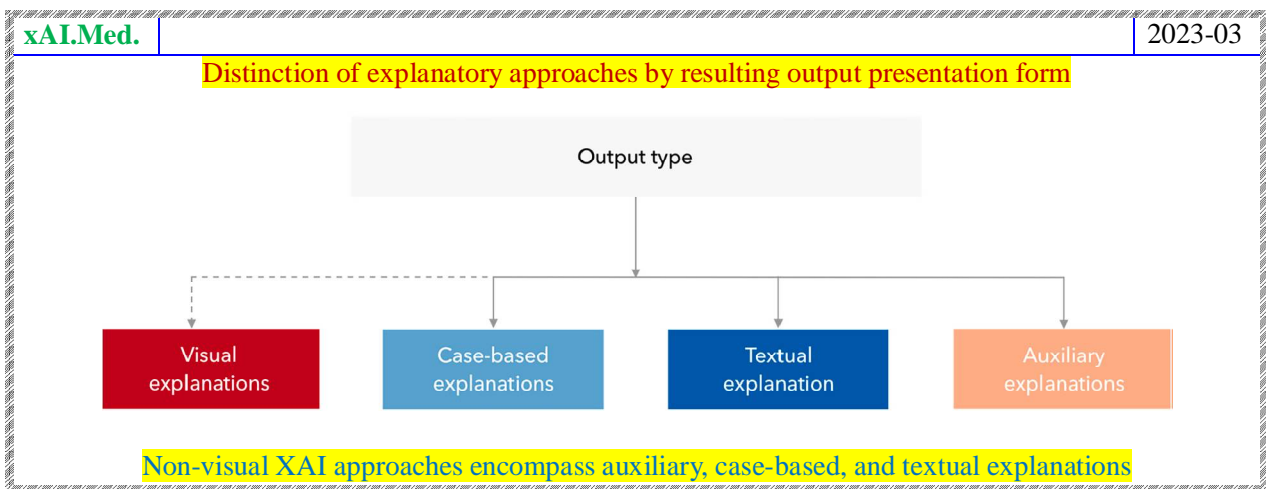 xAI.Med.
2023-03
Distinction of explanatory approaches by resulting output presentation form
Output type
Visual
explanations
Case-based
explanations
Textual
explanation
Auxiliary
explanations
Non-visual XAI approaches encompass auxiliary, case-based, and textual explanations